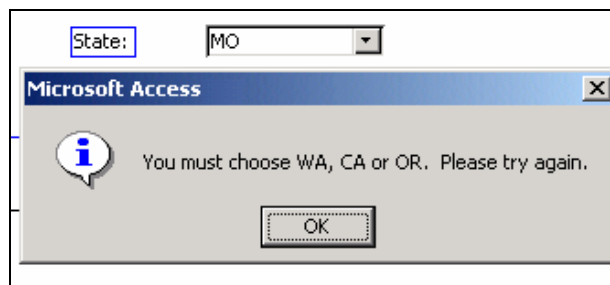 State: MO
Microsoft Access
You must choose WA, CA or OR.  Please try again.
OK